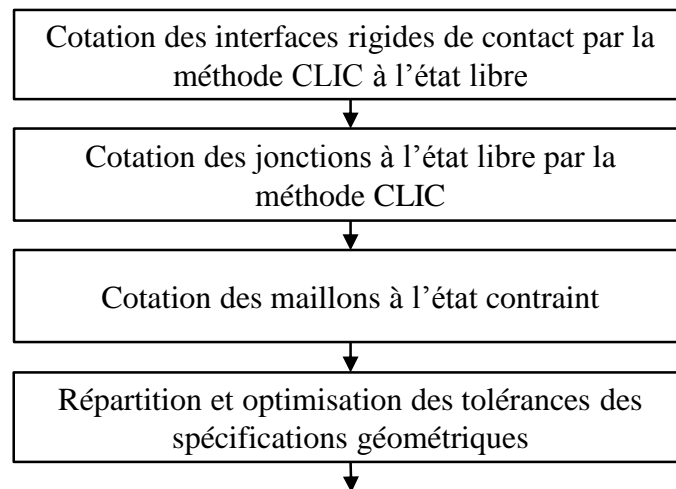 Cotation des interfaces rigides de contact par la
méthode CLIC à l'état libre
Cotation des jonctions à l'état libre par la
méthode CLIC
Cotation des maillons à l'état contraint
Répartition et optimisation des tolérances des
spécifications géométriques